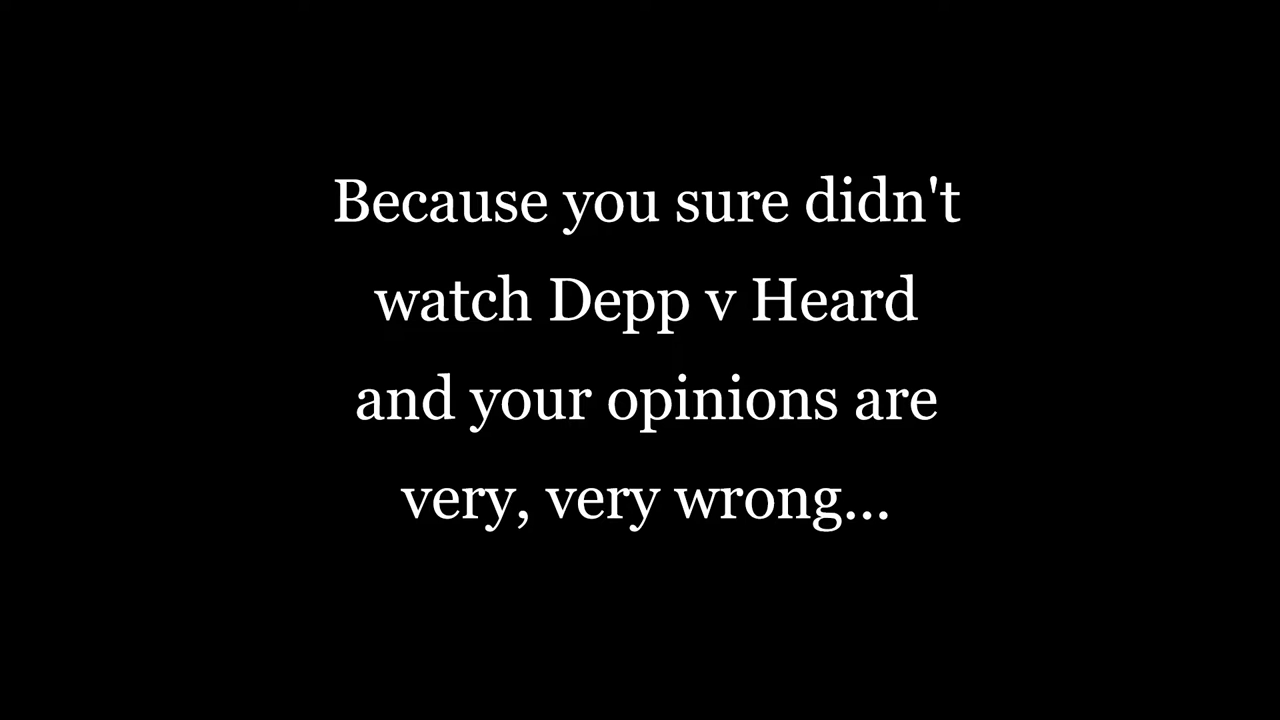 Because you sure didn't
watch Depp v Heard
and your opinions are
very, very wrong...